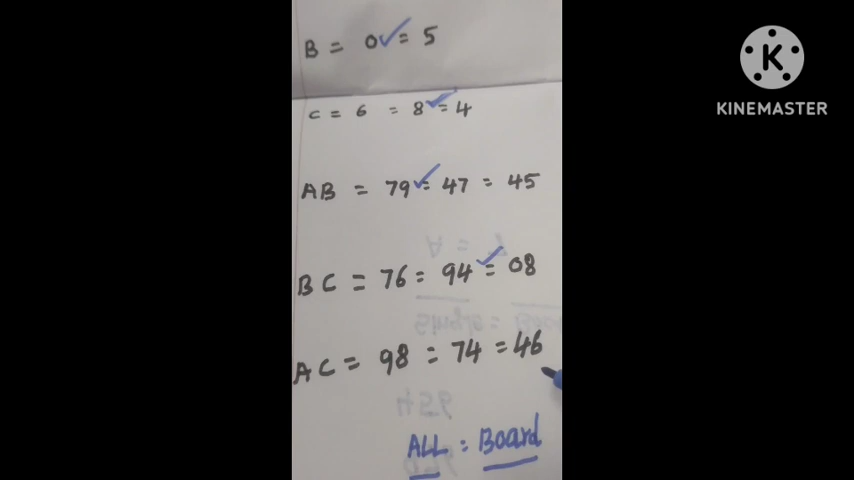 B = 0 = 5
KINEMASTER
C = 6 = 8 = 4
AB = 79 = 47 = 45
BC = 76 = 94 = 08
AC = 98 = 74 = 46
ALL : Board